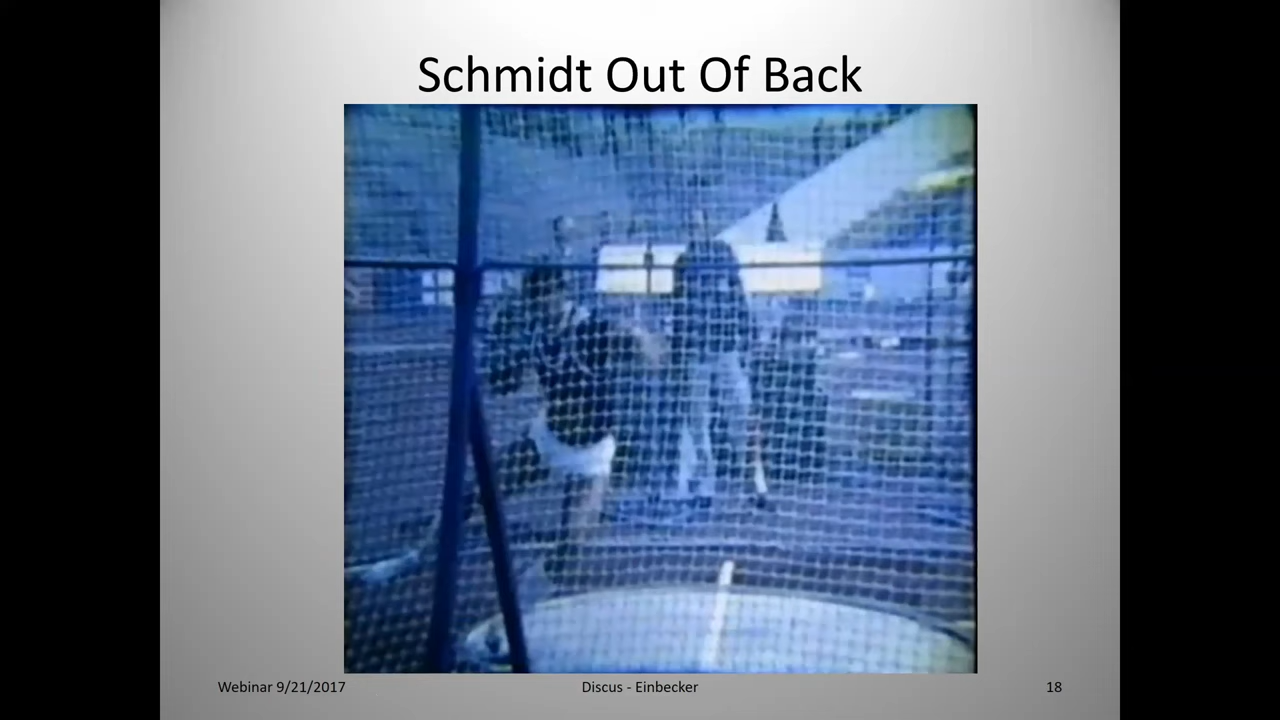 Schmidt Out Of Back
Webinar 9/21/2017
Discus - Einbecker
18